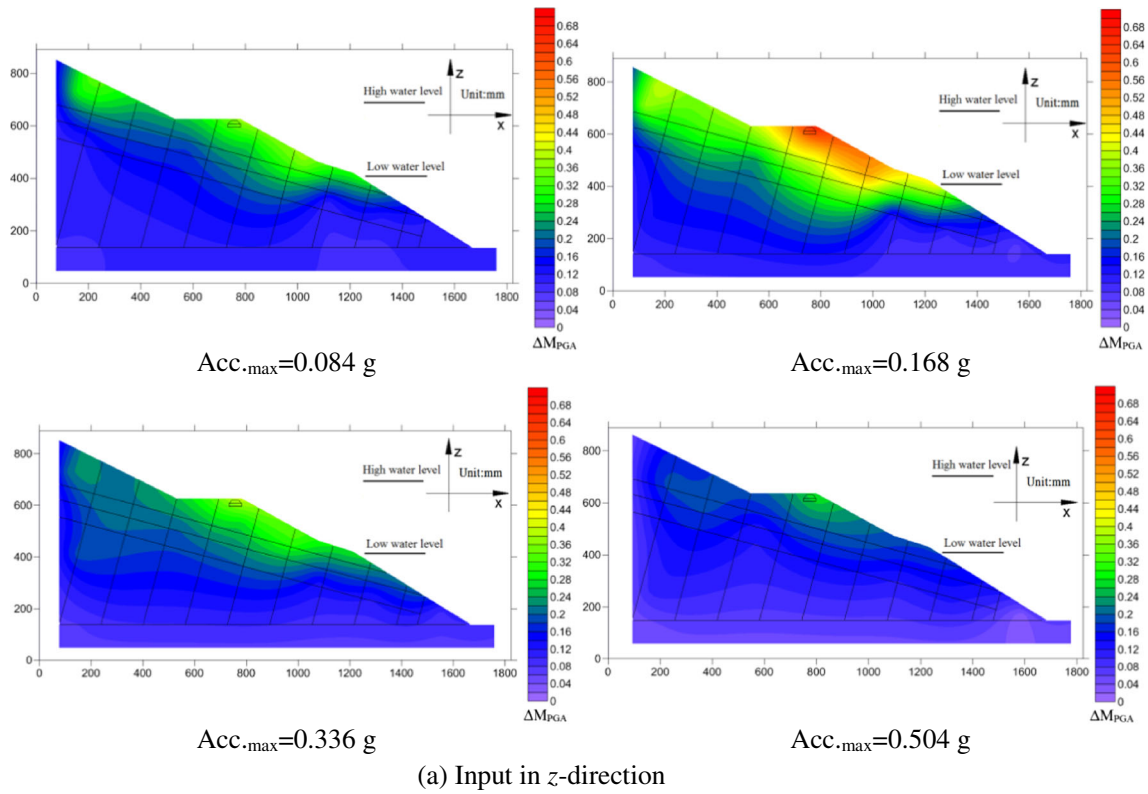 0.68
0.64
0.6
0.56
0.52
0.48
0.44
0.4
0.36
0.32
0.28
0.24
0.2
0.16
0.12
0.08
0.04
0
ΔM_PGA
800
600
400
200
0
0 200 400 600 800 1000 1200 1400 1600 1800
High water level
Low water level
Z
Unit:mm
X
Acc.max=0.084 g
0.68
0.64
0.6
0.56
0.52
0.48
0.44
0.4
0.36
0.32
0.28
0.24
0.2
0.16
0.12
0.08
0.04
0
ΔM_PGA
800
600
400
200
0
0 200 400 600 800 1000 1200 1400 1600 1800
High water level
Low water level
Z
Unit:mm
X
Acc.max=0.168 g
0.68
0.64
0.6
0.56
0.52
0.48
0.44
0.4
0.36
0.32
0.28
0.24
0.2
0.16
0.12
0.08
0.04
0
ΔM_PGA
800
600
400
200
0
0 200 400 600 800 1000 1200 1400 1600 1800
High water level
Low water level
Z
Unit:mm
X
Acc.max=0.336 g
0.68
0.64
0.6
0.56
0.52
0.48
0.44
0.4
0.36
0.32
0.28
0.24
0.2
0.16
0.12
0.08
0.04
0
ΔM_PGA
800
600
400
200
0
0 200 400 600 800 1000 1200 1400 1600 1800
High water level
Low water level
Z
Unit:mm
X
Acc.max=0.504 g
(a) Input in z-direction